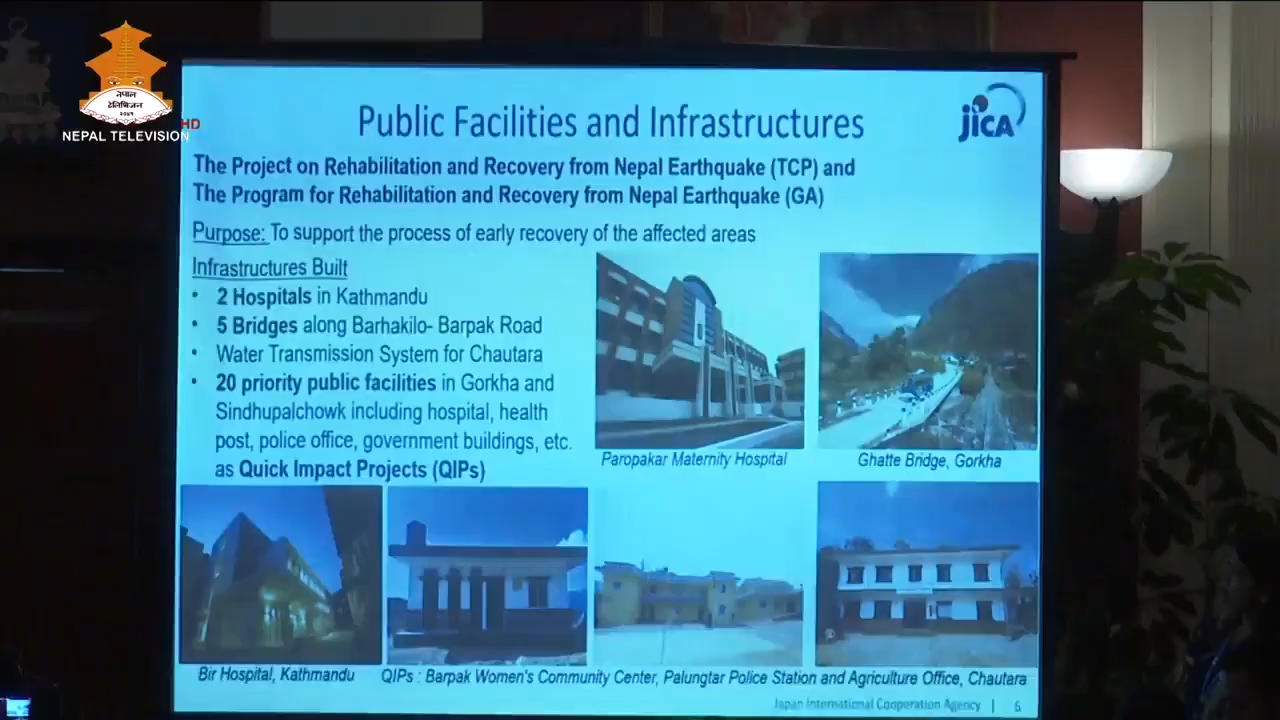 नेपाल
टेलिभिजन
२०४१
HD
NEPAL TELEVISION
Public Facilities and Infrastructures
JICA
The Project on Rehabilitation and Recovery from Nepal Earthquake (TCP) and
The Program for Rehabilitation and Recovery from Nepal Earthquake (GA)
Purpose: To support the process of early recovery of the affected areas
Infrastructures Built
• 2 Hospitals in Kathmandu
• 5 Bridges along Barhakilo- Barpak Road
• Water Transmission System for Chautara
• 20 priority public facilities in Gorkha and
Sindhupalchowk including hospital, health
post, police office, government buildings, etc.
as Quick Impact Projects (QIPs)
Paropakar Maternity Hospital
Ghatte Bridge, Gorkha
Bir Hospital, Kathmandu
QIPs : Barpak Women's Community Center, Palungtar Police Station and Agriculture Office, Chautara
Japan International Cooperation Agency | 6